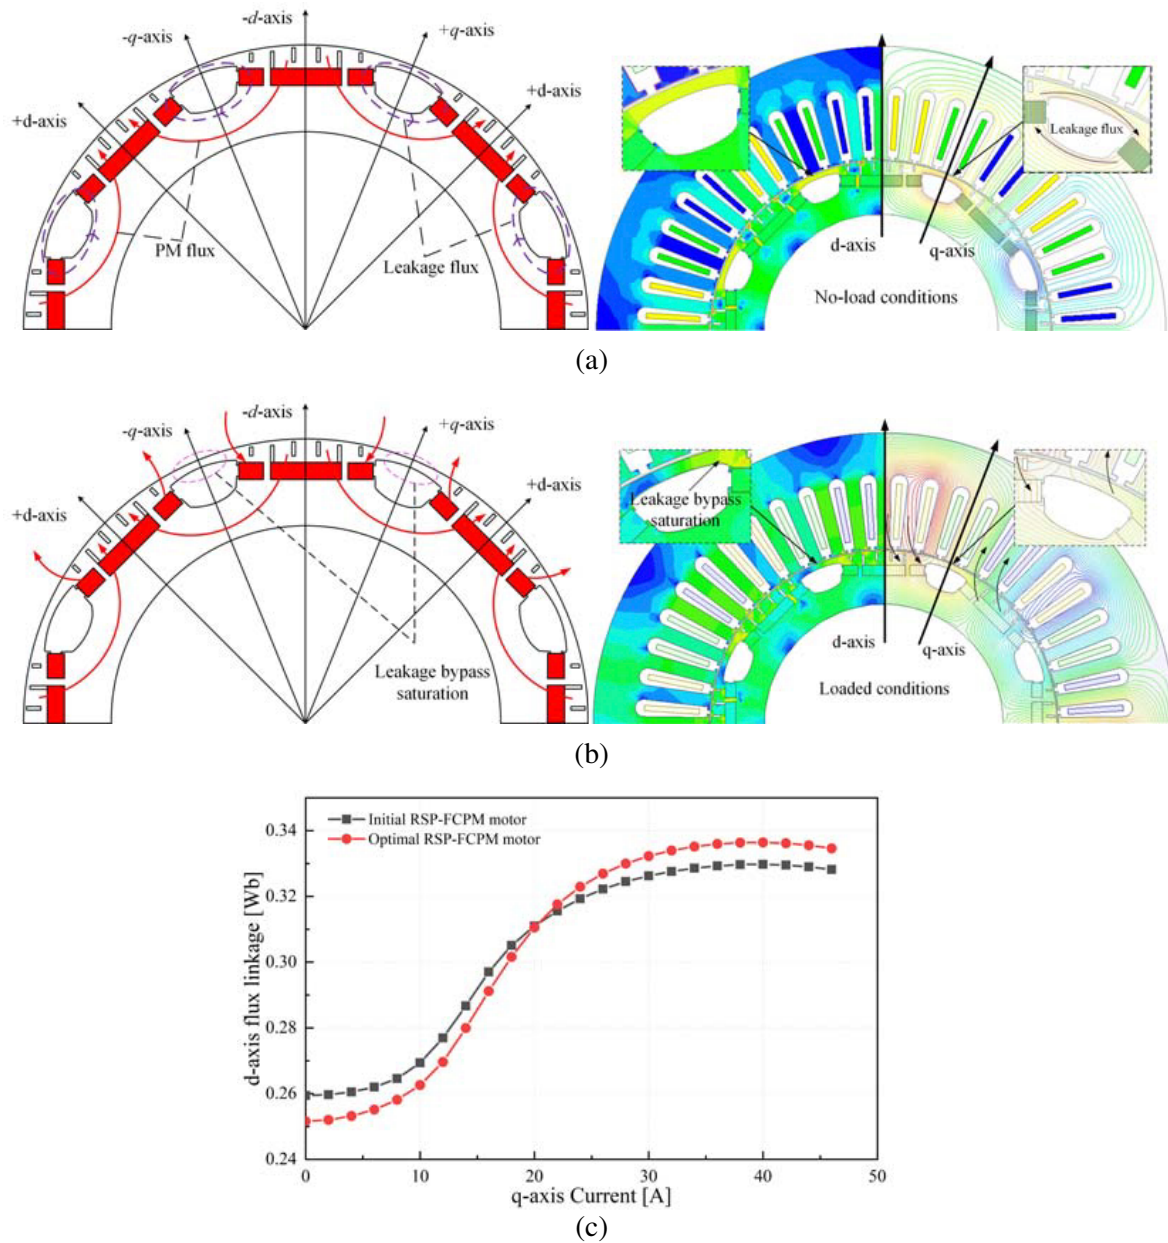 -d-axis
-q-axis
+q-axis
+d-axis
+d-axis
PM flux
Leakage flux
Leakage flux
d-axis
q-axis
No-load conditions
(a)
-d-axis
-q-axis
+q-axis
+d-axis
+d-axis
Leakage bypass
saturation
Leakage bypass
saturation
d-axis
q-axis
Loaded conditions
(b)
Initial RSP-FCPM motor
Optimal RSP-FCPM motor
d-axis flux linkage [Wb]
0.34
0.32
0.30
0.28
0.26
0.24
0 10 20 30 40 50
q-axis Current [A]
(c)